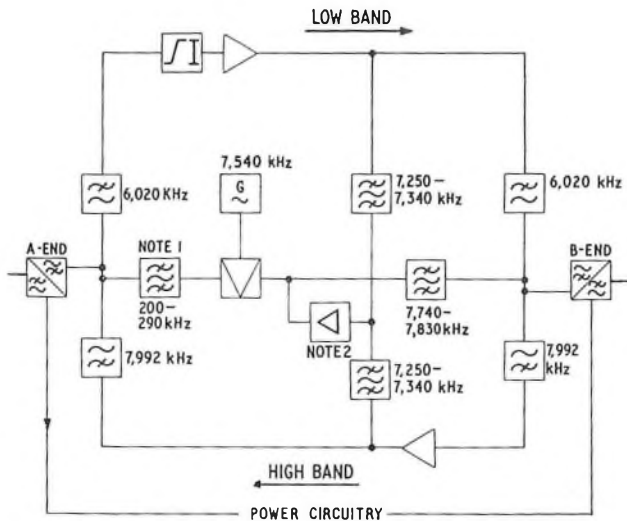 LOW BAND
7,540 kHz
G
6,020 KHz
7,250-
7,340 kHz
6,020 kHz
A-END
NOTE 1
B-END
200-
290kHz
7,740-
7,830kHz
NOTE 2
7,992 kHz
7,250-
7,340 kHz
7,992
kHz
HIGH BAND
POWER CIRCUITRY